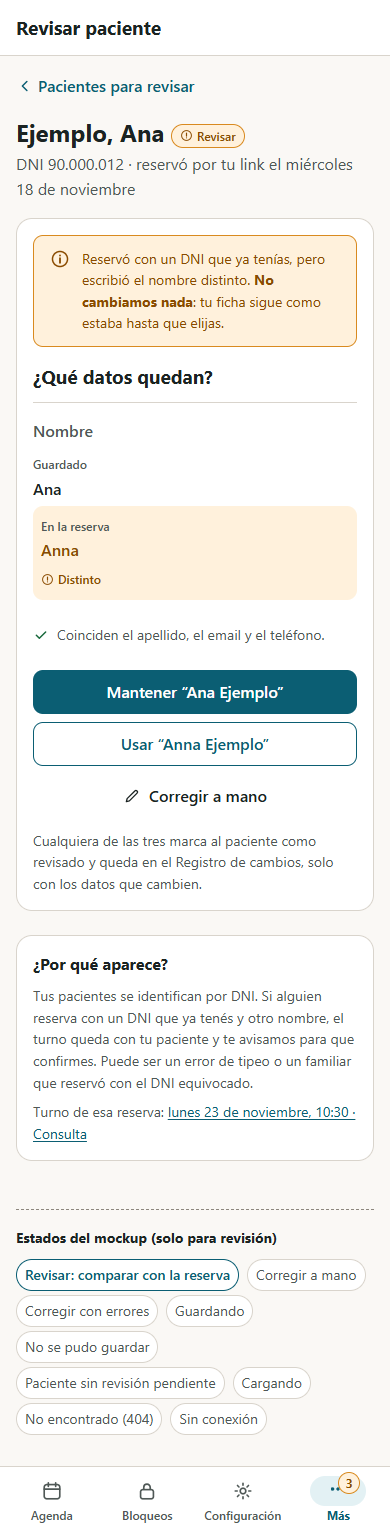 Revisar paciente
Pacientes para revisar
Ejemplo, Ana Revisar
DNI 90.000.012 · reservó por tu link el miércoles
18 de noviembre
Reservó con un DNI que ya tenías, pero
escribió el nombre distinto. No
cambiamos nada: tu ficha sigue como
estaba hasta que elijas.
¿Qué datos quedan?
Nombre
Guardado
Ana
En la reserva
Anna
Distinto
Coinciden el apellido, el email y el teléfono.
Mantener “Ana Ejemplo”
Usar “Anna Ejemplo”
Corregir a mano
Cualquiera de las tres marca al paciente como
revisado y queda en el Registro de cambios, solo
con los datos que cambien.
¿Por qué aparece?
Tus pacientes se identifican por DNI. Si alguien
reserva con un DNI que ya tenés y otro nombre, el
turno queda con tu paciente y te avisamos para que
confirmes. Puede ser un error de tipeo o un familiar
que reservó con el DNI equivocado.
Turno de esa reserva: lunes 23 de noviembre, 10:30 ·
Consulta
Estados del mockup (solo para revisión)
Revisar: comparar con la reserva Corregir a mano
Corregir con errores Guardando
No se pudo guardar
Paciente sin revisión pendiente Cargando
No encontrado (404) Sin conexión
3
Agenda Bloqueos Configuración Más